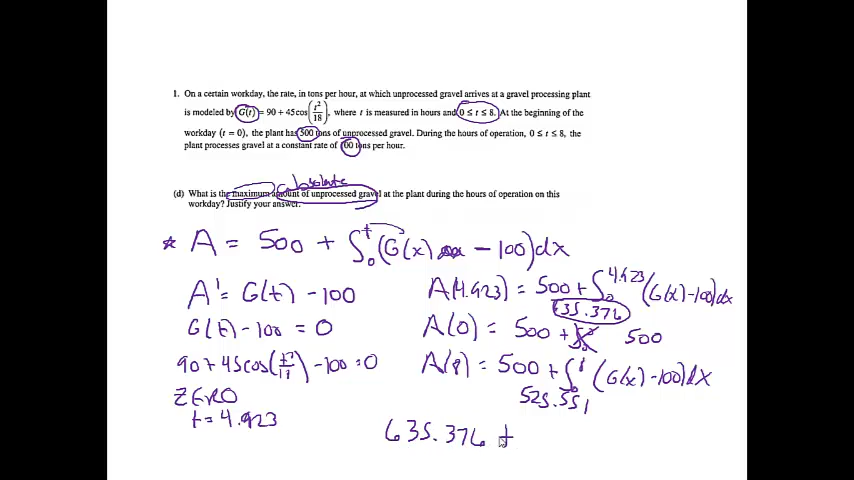 1. On a certain workday, the rate, in tons per hour, at which unprocessed gravel arrives at a gravel processing plant
is modeled by G(t) = 90 + 45cos(t²/18), where t is measured in hours and 0 ≤ t ≤ 8. At the beginning of the
workday (t = 0), the plant has 500 tons of unprocessed gravel. During the hours of operation, 0 ≤ t ≤ 8, the
plant processes gravel at a constant rate of 100 tons per hour.
absolute
(d) What is the maximum amount of unprocessed gravel at the plant during the hours of operation on this
workday? Justify your answer.
* A = 500 + ∫₀ᵗ (G(x) - 100)dx
A' = G(t) - 100
G(t) - 100 = 0
90 + 45cos(t²/18) - 100 = 0
ZERO
t = 4.923
A(4.923) = 500 + ∫₀^4.923 (G(x) - 100)dx
635.376
A(0) = 500 + 500
A(8) = 500 + ∫₀⁸ (G(x) - 100)dx
525.551
635.376 t